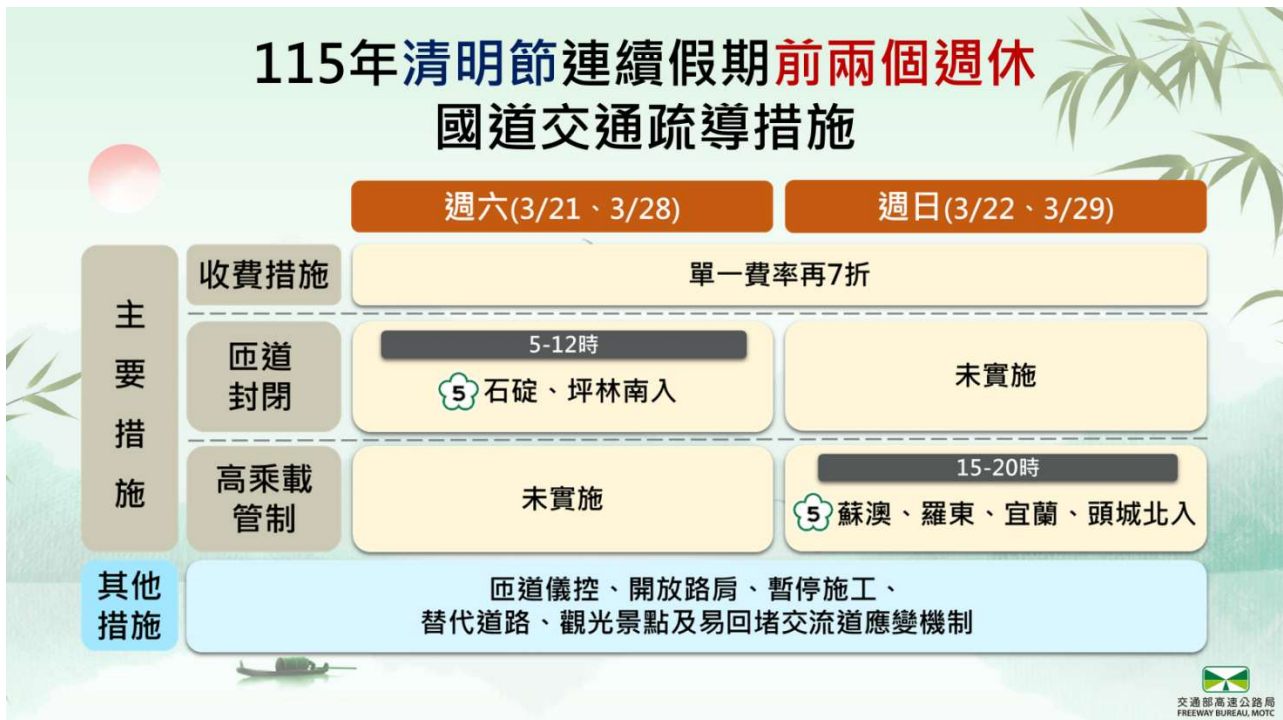 115年清明節連續假期前兩個週休
國道交通疏導措施
週六(3/21、3/28)
週日(3/22、3/29)
主要措施
收費措施
單一費率再7折
匝道
封閉
5-12時
5石碇、坪林南入
未實施
高乘載
管制
未實施
15-20時
5蘇澳、羅東、宜蘭、頭城北入
其他
措施
匝道儀控、開放路肩、暫停施工、
替代道路、觀光景點及易回堵交流道應變機制
交通部高速公路局
FREEWAY BUREAU, MOTC